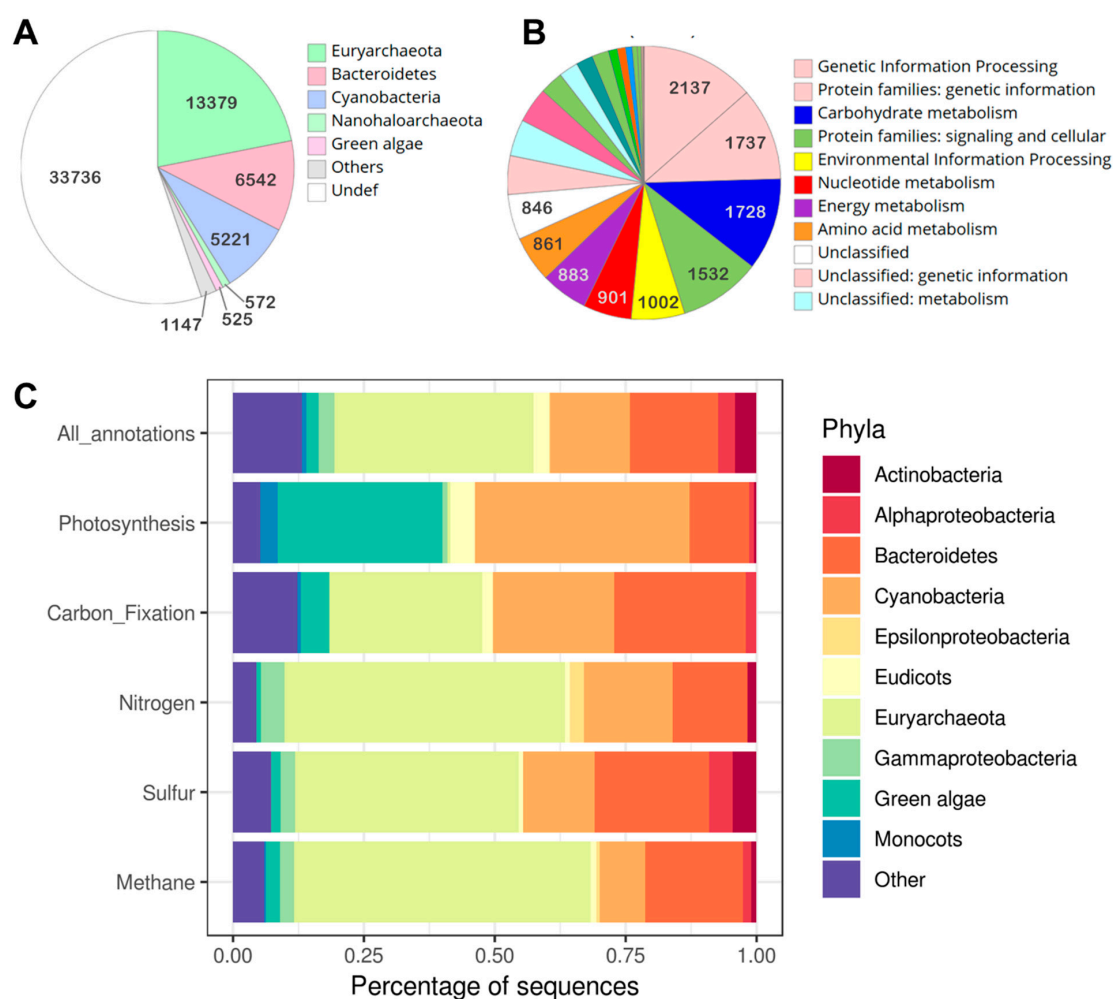 A
13379
6542
5221
572
525
1147
33736
Euryarchaeota
Bacteroidetes
Cyanobacteria
Nanohaloarchaeota
Green algae
Others
Undef
B
2137
1737
1728
1532
1002
901
883
861
846
Genetic Information Processing
Protein families: genetic information
Carbohydrate metabolism
Protein families: signaling and cellular
Environmental Information Processing
Nucleotide metabolism
Energy metabolism
Amino acid metabolism
Unclassified
Unclassified: genetic information
Unclassified: metabolism
C
All_annotations
Photosynthesis
Carbon_Fixation
Nitrogen
Sulfur
Methane
0.00 0.25 0.50 0.75 1.00
Percentage of sequences
Phyla
Actinobacteria
Alphaproteobacteria
Bacteroidetes
Cyanobacteria
Epsilonproteobacteria
Eudicots
Euryarchaeota
Gammaproteobacteria
Green algae
Monocots
Other